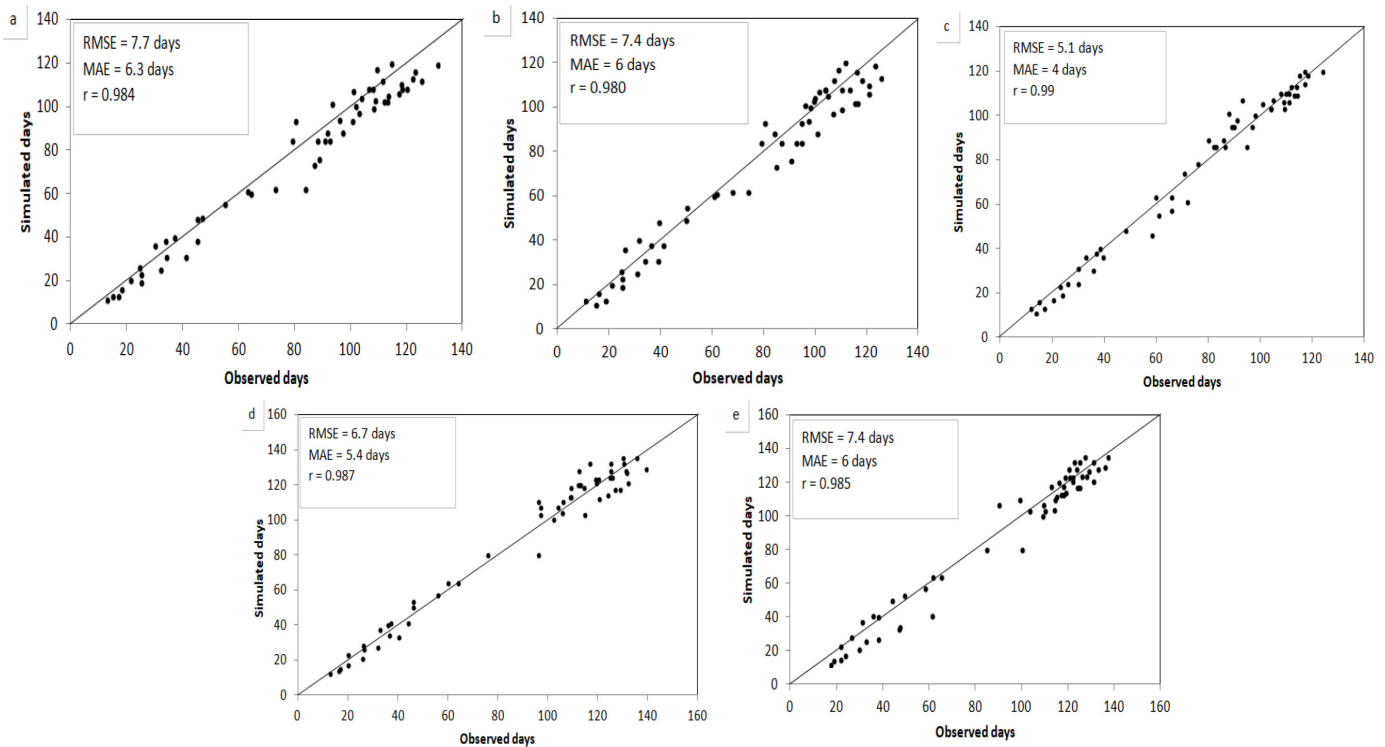 a
RMSE = 7.7 days
MAE = 6.3 days
r = 0.984
140
120
100
80
60
40
20
0
Simulated days
0 20 40 60 80 100 120 140
Observed days
b
RMSE = 7.4 days
MAE = 6 days
r = 0.980
140
120
100
80
60
40
20
0
Simulated days
0 20 40 60 80 100 120 140
Observed days
c
RMSE = 5.1 days
MAE = 4 days
r = 0.99
140
120
100
80
60
40
20
0
Simulated days
0 20 40 60 80 100 120 140
Observed days
d
RMSE = 6.7 days
MAE = 5.4 days
r = 0.987
160
140
120
100
80
60
40
20
0
Simulated days
0 20 40 60 80 100 120 140 160
Observed days
e
RMSE = 7.4 days
MAE = 6 days
r = 0.985
160
140
120
100
80
60
40
20
0
Simulated days
0 20 40 60 80 100 120 140 160
Observed days